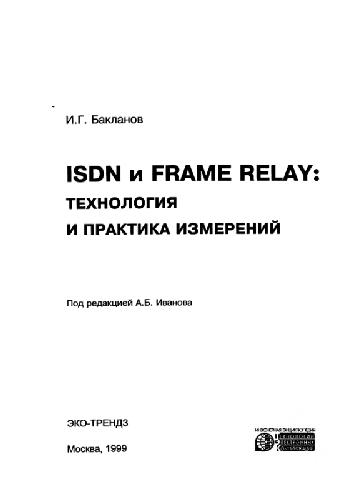 И.Г. Бакланов
ISDN и FRAME RELAY:
ТЕХНОЛОГИЯ
И ПРАКТИКА ИЗМЕРЕНИЙ
Под редакцией А.Б. Иванова
ЭКО-ТРЕНДЗ
Москва, 1999